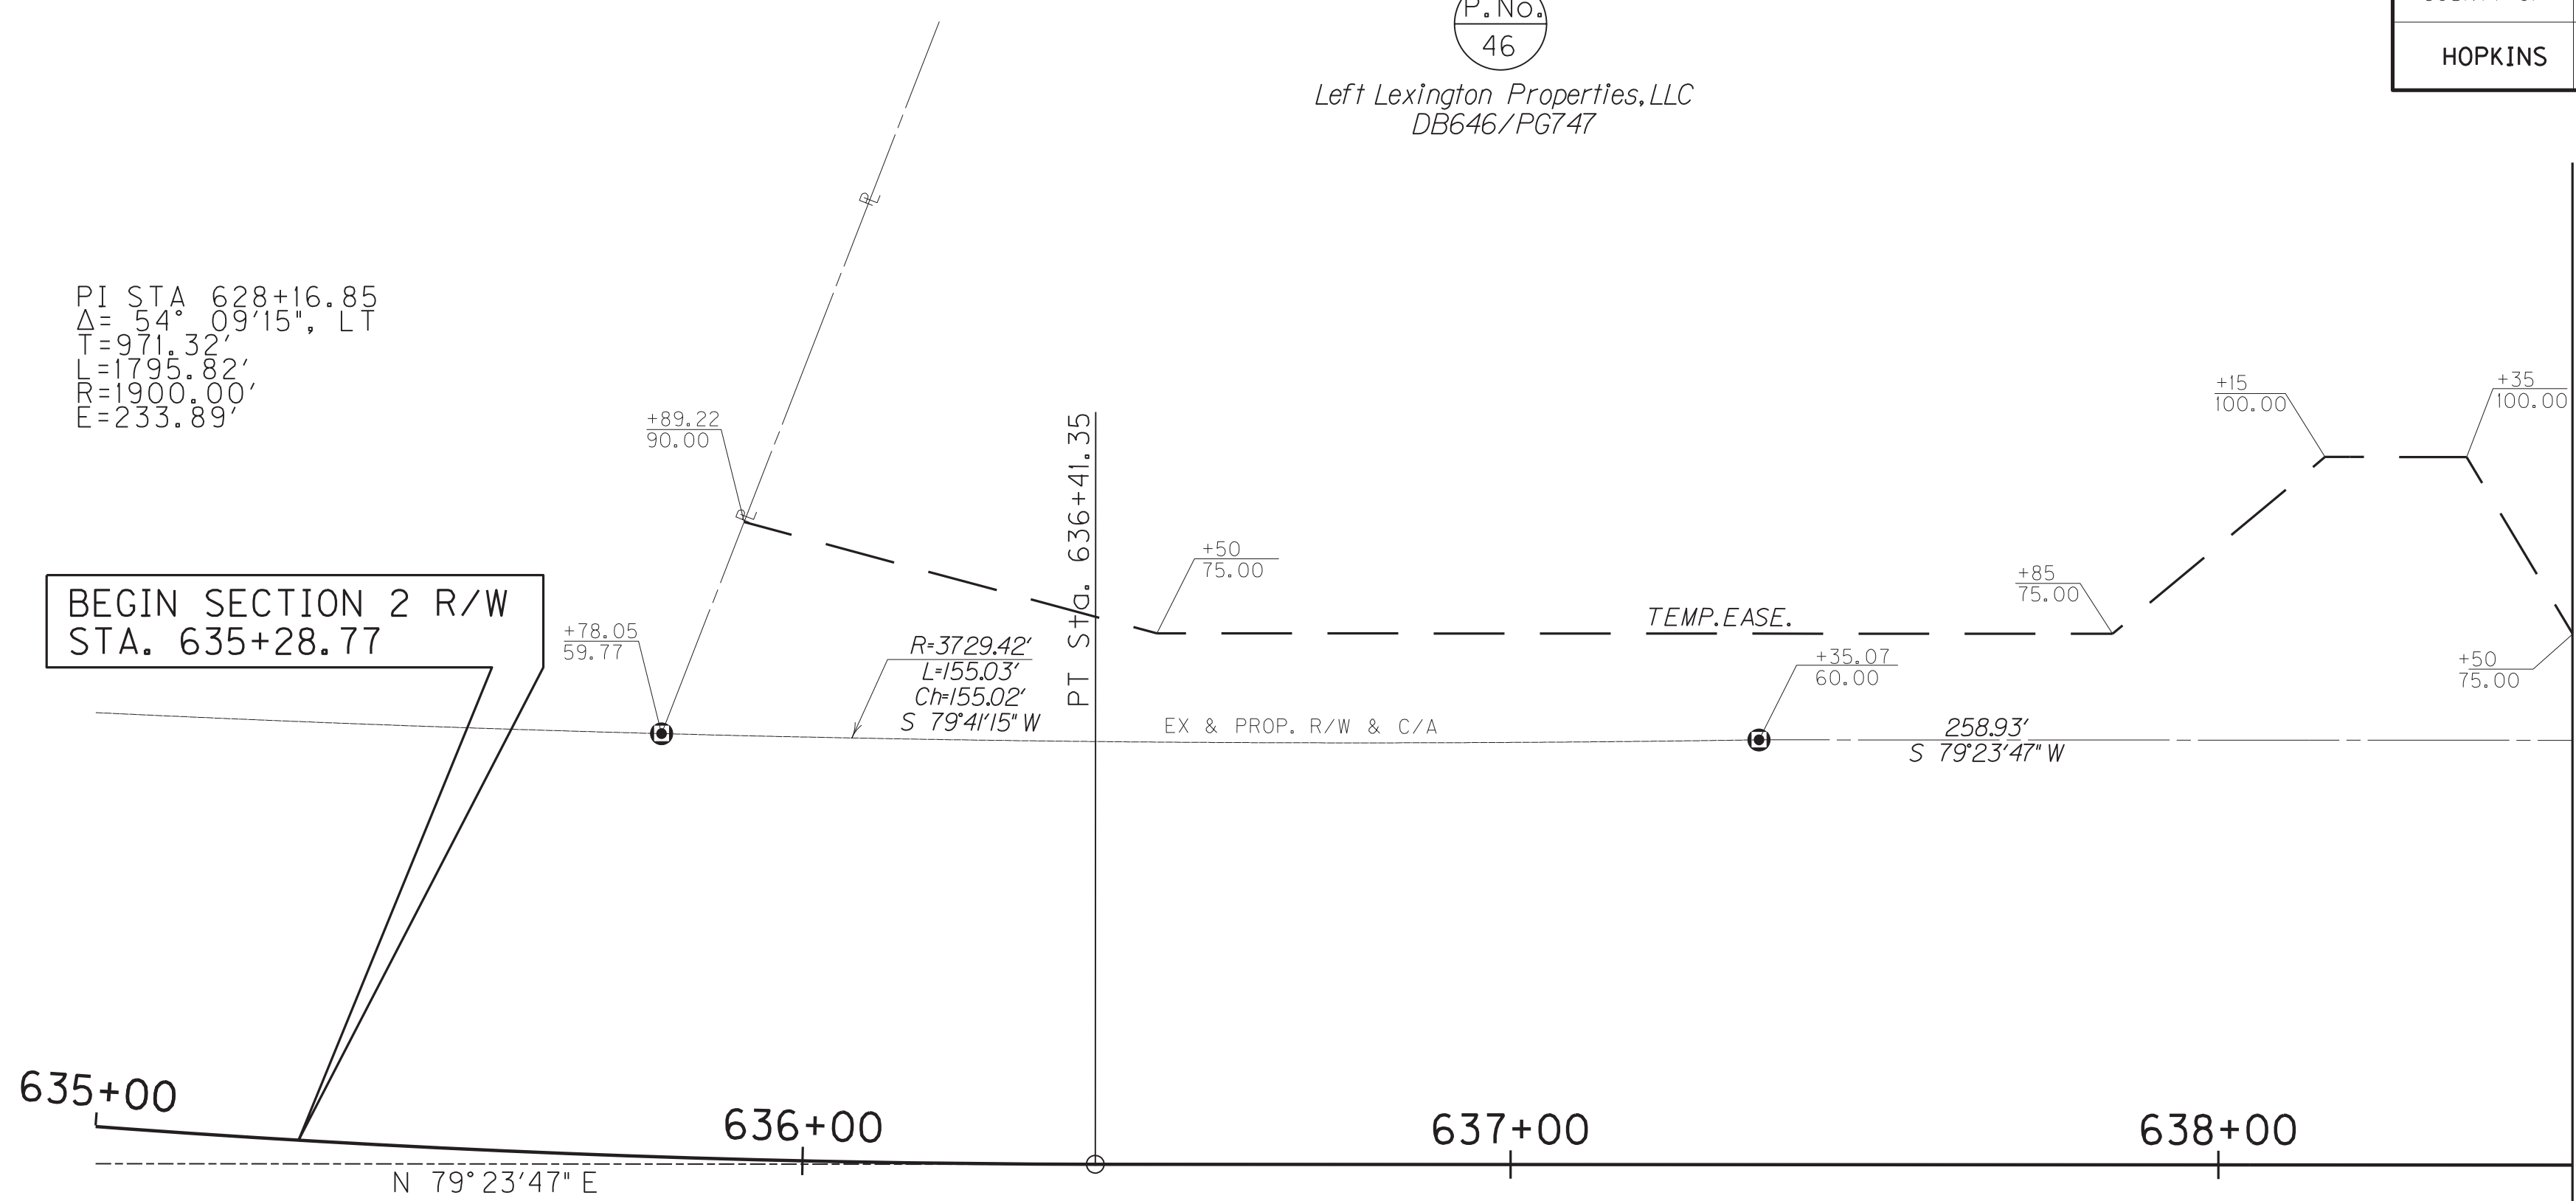 P.No.
46
HOPKINS
Left Lexington Properties, LLC
DB646/PG747
PI STA 628+16.85
Δ= 54° 09'15", LT
T=971.32'
L=1795.82'
R=1900.00'
E=233.89'
+89.22
90.00
PT Sta. 636+41.35
+15
100.00
+35
100.00
+50
75.00
+85
75.00
TEMP.EASE.
BEGIN SECTION 2 R/W
STA. 635+28.77
+78.05
59.77
R=3729.42'
L=155.03'
Ch=155.02'
S 79°41'15" W
+35.07
60.00
+50
75.00
EX & PROP. R/W & C/A
258.93'
S 79°23'47" W
635+00
636+00
637+00
638+00
N 79°23'47" E